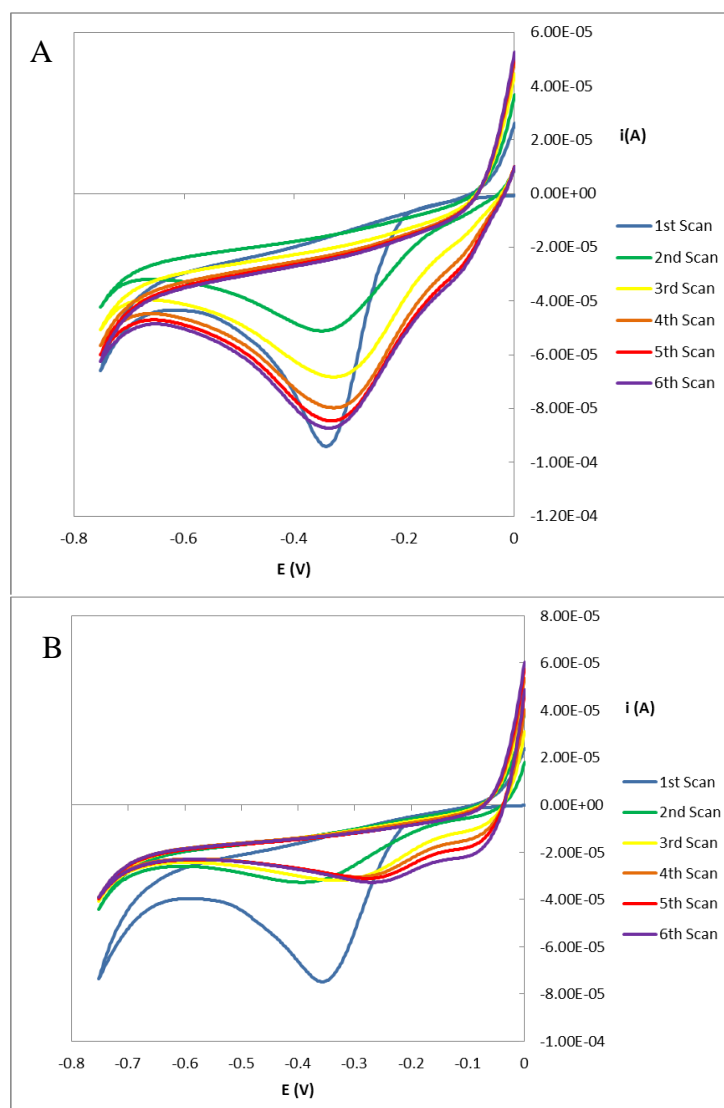 A
6.00E-05
4.00E-05
i(A)
2.00E-05
0.00E+00
-2.00E-05
-4.00E-05
-6.00E-05
-8.00E-05
-1.00E-04
-1.20E-04
1st Scan
2nd Scan
3rd Scan
4th Scan
5th Scan
6th Scan
-0.8 -0.6 -0.4 -0.2 0
E (V)
B
8.00E-05
6.00E-05
4.00E-05
i (A)
2.00E-05
0.00E+00
-2.00E-05
-4.00E-05
-6.00E-05
-8.00E-05
-1.00E-04
1st Scan
2nd Scan
3rd Scan
4th Scan
5th Scan
6th Scan
-0.8 -0.7 -0.6 -0.5 -0.4 -0.3 -0.2 -0.1 0
E (V)